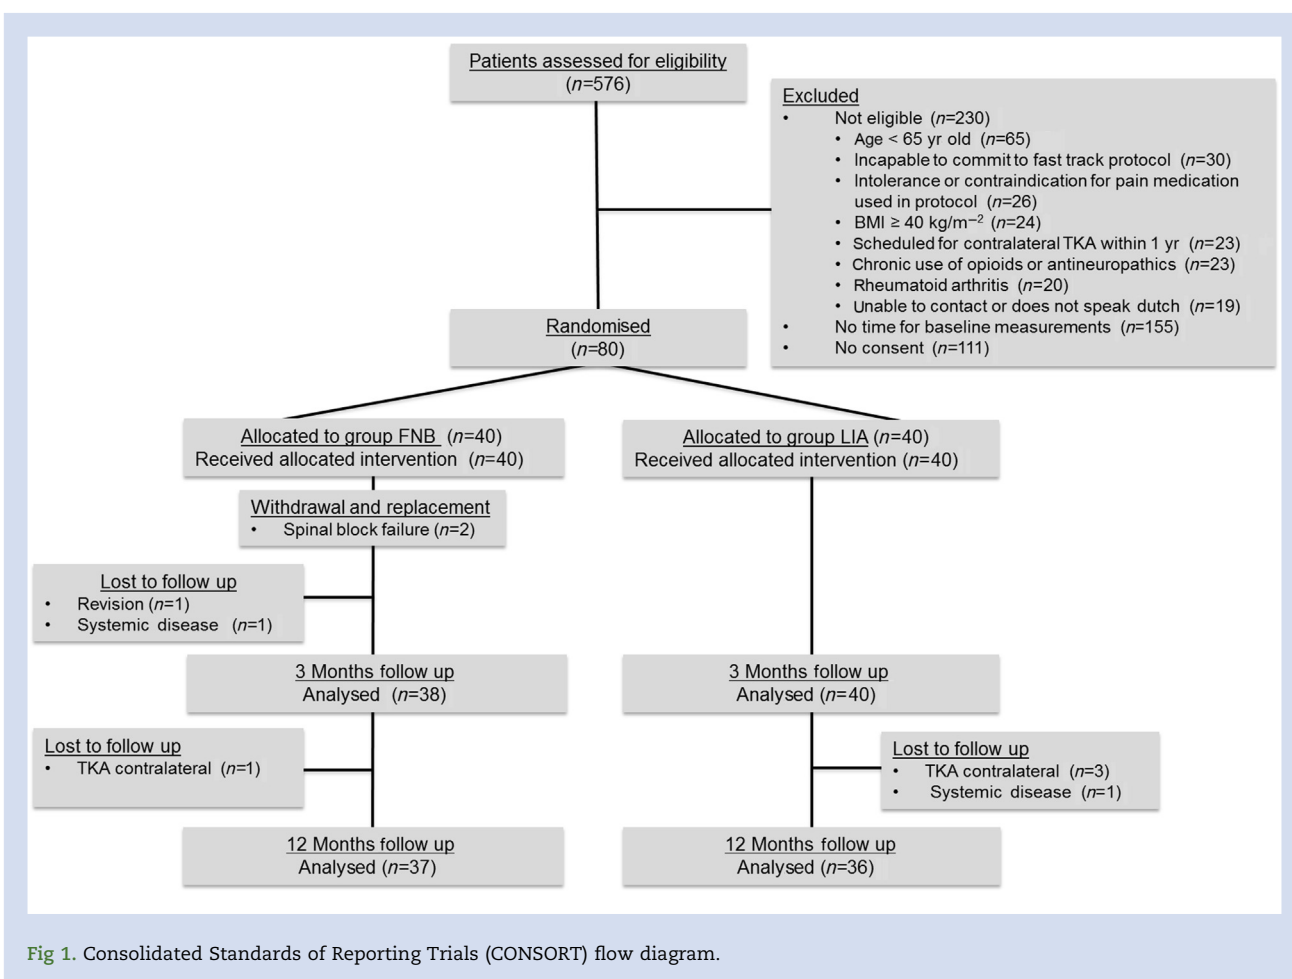 Patients assessed for eligibility
(n=576)
Excluded
• Not eligible (n=230)
• Age < 65 yr old (n=65)
• Incapable to commit to fast track protocol (n=30)
• Intolerance or contraindication for pain medication
used in protocol (n=26)
• BMI ≥ 40 kg/m⁻² (n=24)
• Scheduled for contralateral TKA within 1 yr (n=23)
• Chronic use of opioids or antineuropathics (n=23)
• Rheumatoid arthritis (n=20)
• Unable to contact or does not speak dutch (n=19)
• No time for baseline measurements (n=155)
• No consent (n=111)
Randomised
(n=80)
Allocated to group FNB (n=40)
Received allocated intervention (n=40)
Allocated to group LIA (n=40)
Received allocated intervention (n=40)
Withdrawal and replacement
• Spinal block failure (n=2)
Lost to follow up
• Revision (n=1)
• Systemic disease (n=1)
3 Months follow up
Analysed (n=38)
3 Months follow up
Analysed (n=40)
Lost to follow up
• TKA contralateral (n=1)
Lost to follow up
• TKA contralateral (n=3)
• Systemic disease (n=1)
12 Months follow up
Analysed (n=37)
12 Months follow up
Analysed (n=36)
Fig 1. Consolidated Standards of Reporting Trials (CONSORT) flow diagram.